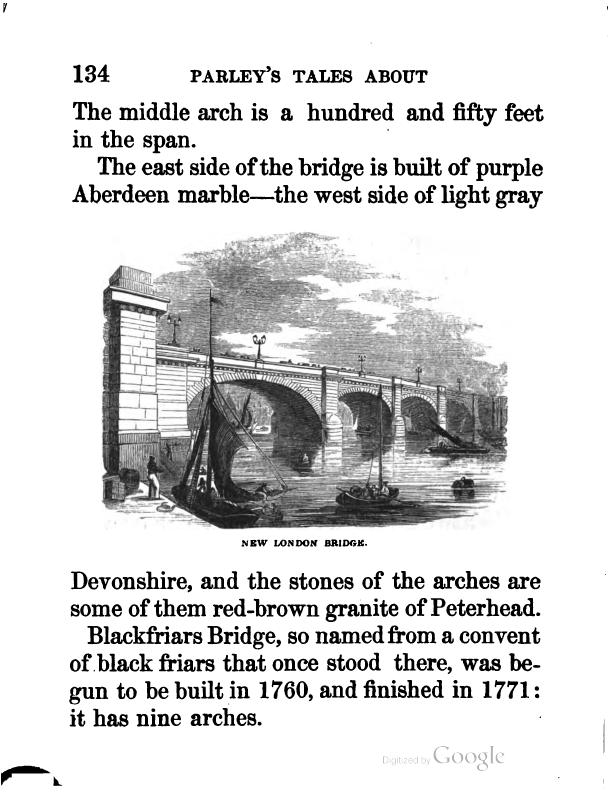 134 PARLEY'S TALES ABOUT
The middle arch is a hundred and fifty feet
in the span.
The east side of the bridge is built of purple
Aberdeen marble—the west side of light gray
NEW LONDON BRIDGE.
Devonshire, and the stones of the arches are
some of them red-brown granite of Peterhead.
Blackfriars Bridge, so named from a convent
of black friars that once stood there, was be-
gun to be built in 1760, and finished in 1771:
it has nine arches.
Digitized by Google